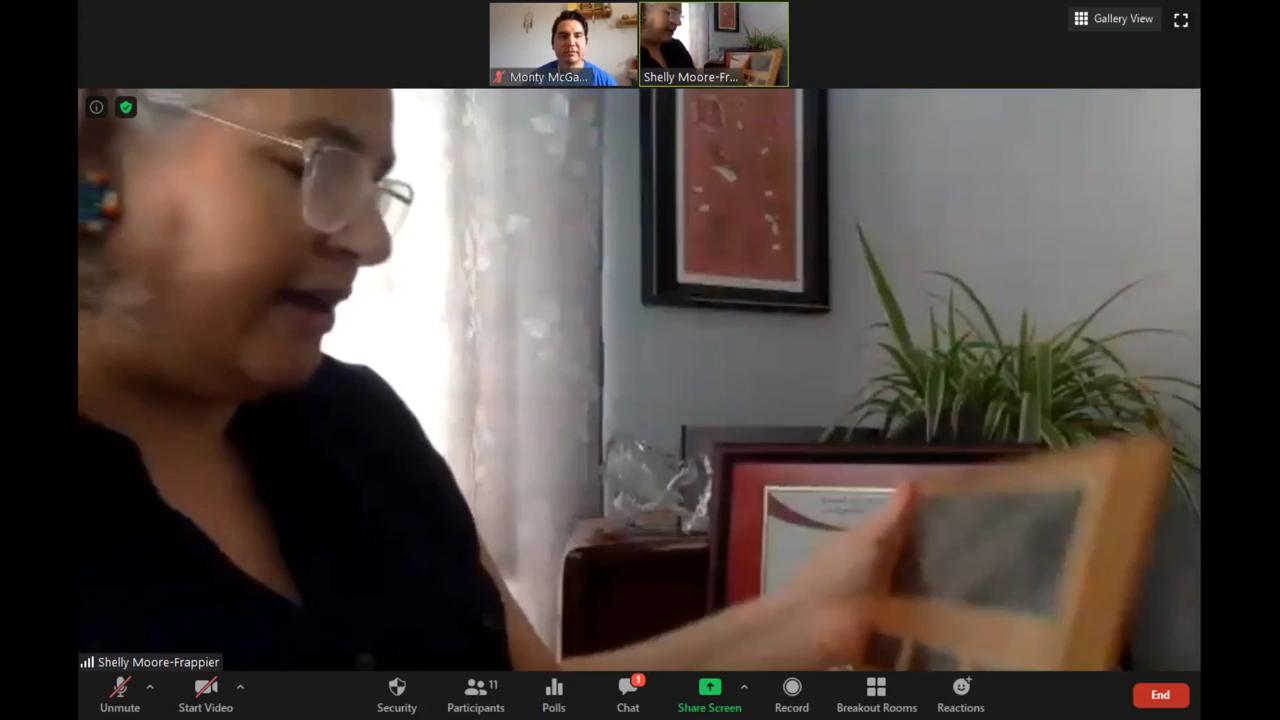 Gallery View
Monty McGa...
Shelly Moore-Fr...
Shelly Moore-Frappier
11
1
Unmute
Start Video
Security
Participants
Polls
Chat
Share Screen
Record
Breakout Rooms
Reactions
End